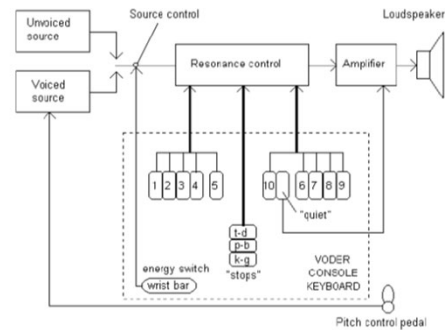 Unvoiced
source
Source control
Loudspeaker
Voiced
source
Resonance control
Amplifier
1 2 3 4 5
10 6 7 8 9
"quiet"
t-d
p-b
k-g
"stops"
energy switch
wrist bar
VODER
CONSOLE
KEYBOARD
Pitch control pedal